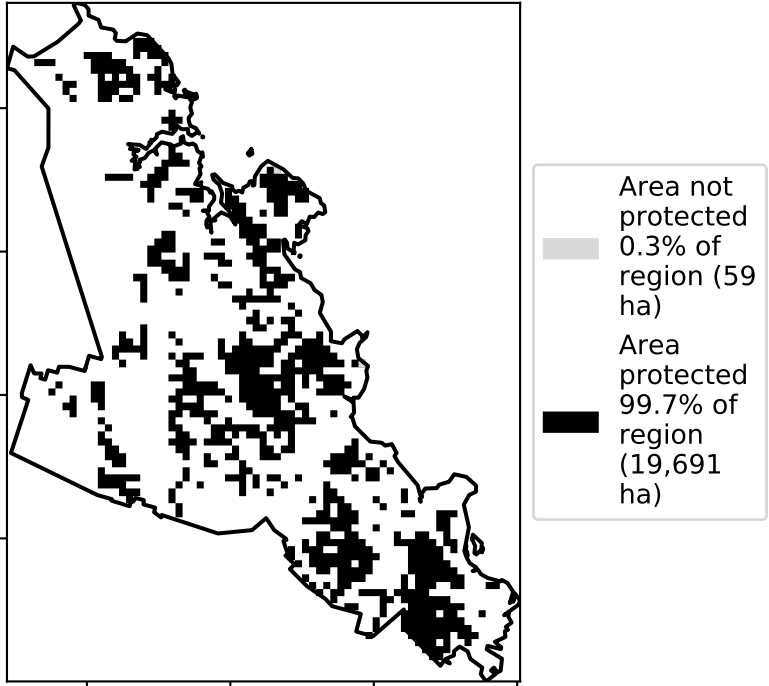 Area not
protected
0.3% of
region (59
ha)
Area
protected
99.7% of
region
(19,691
ha)